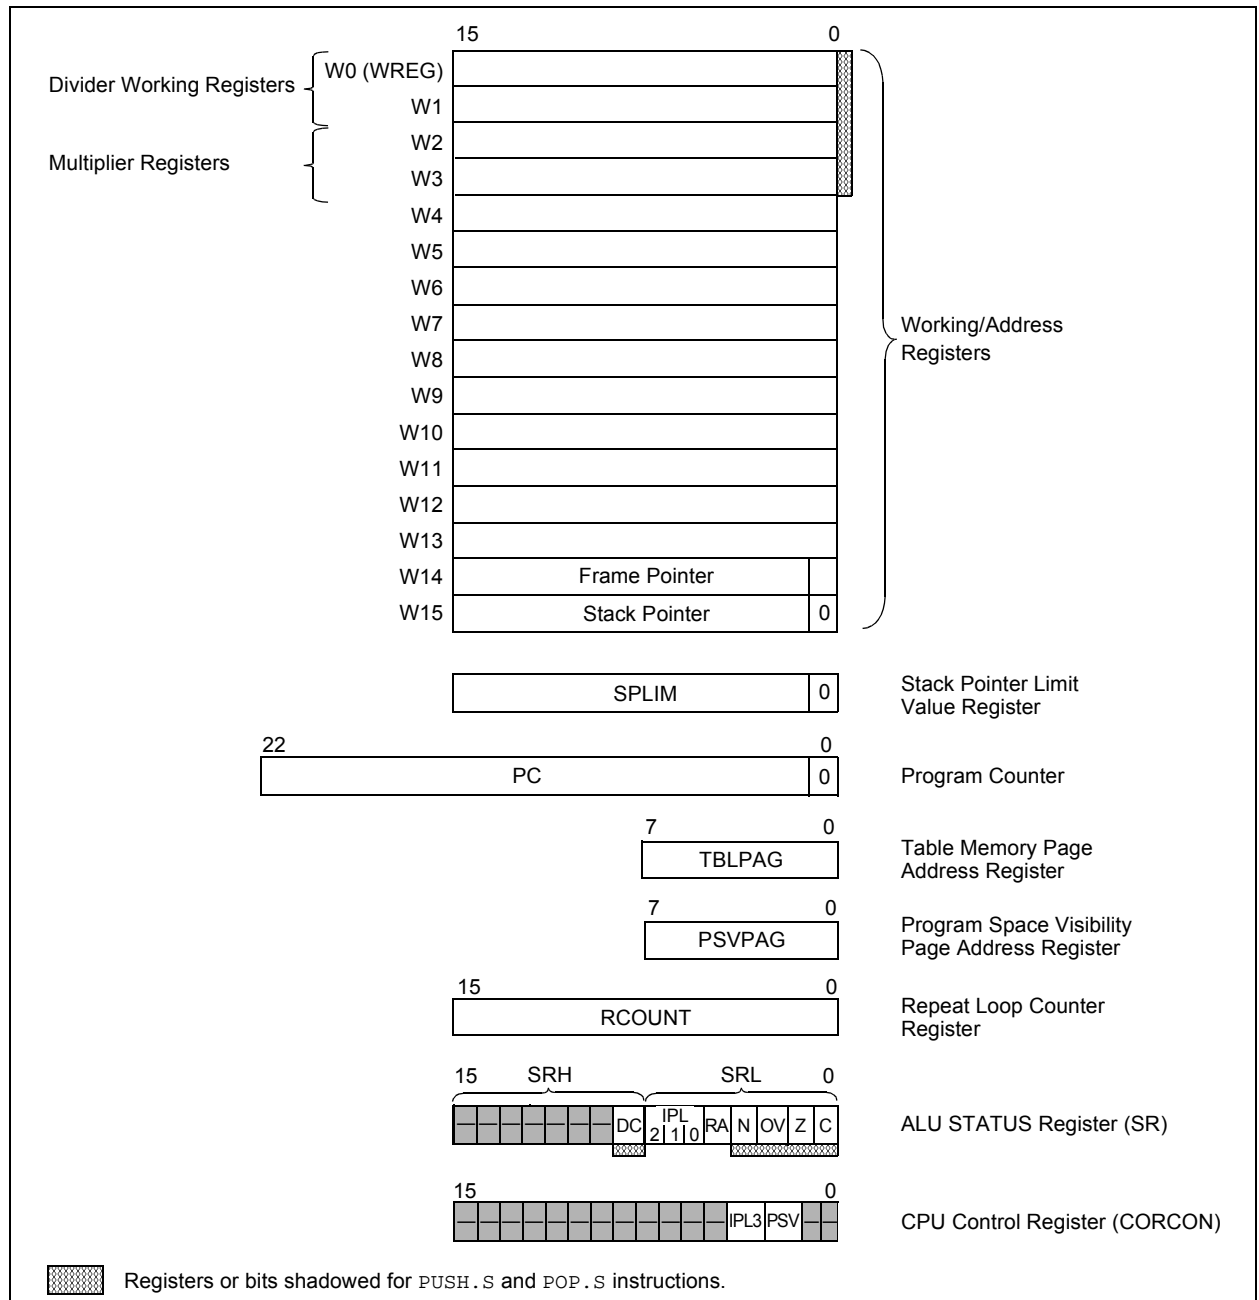 15 0
W0 (WREG)
Divider Working Registers
W1
W2
Multiplier Registers
W3
W4
W5
W6
W7
Working/Address
Registers
W8
W9
W10
W11
W12
W13
W14 Frame Pointer
W15 Stack Pointer 0
SPLIM 0
Stack Pointer Limit
Value Register
22 0
PC 0 Program Counter
7 0
TBLPAG
Table Memory Page
Address Register
7 0
PSVPAG
Program Space Visibility
Page Address Register
15 0
RCOUNT
Repeat Loop Counter
Register
15 SRH SRL 0
— — — — — — — DC IPL 2 1 0 RA N OV Z C ALU STATUS Register (SR)
15 0
— — — — — — — — — — — — IPL3 PSV — — CPU Control Register (CORCON)
Registers or bits shadowed for PUSH.S and POP.S instructions.